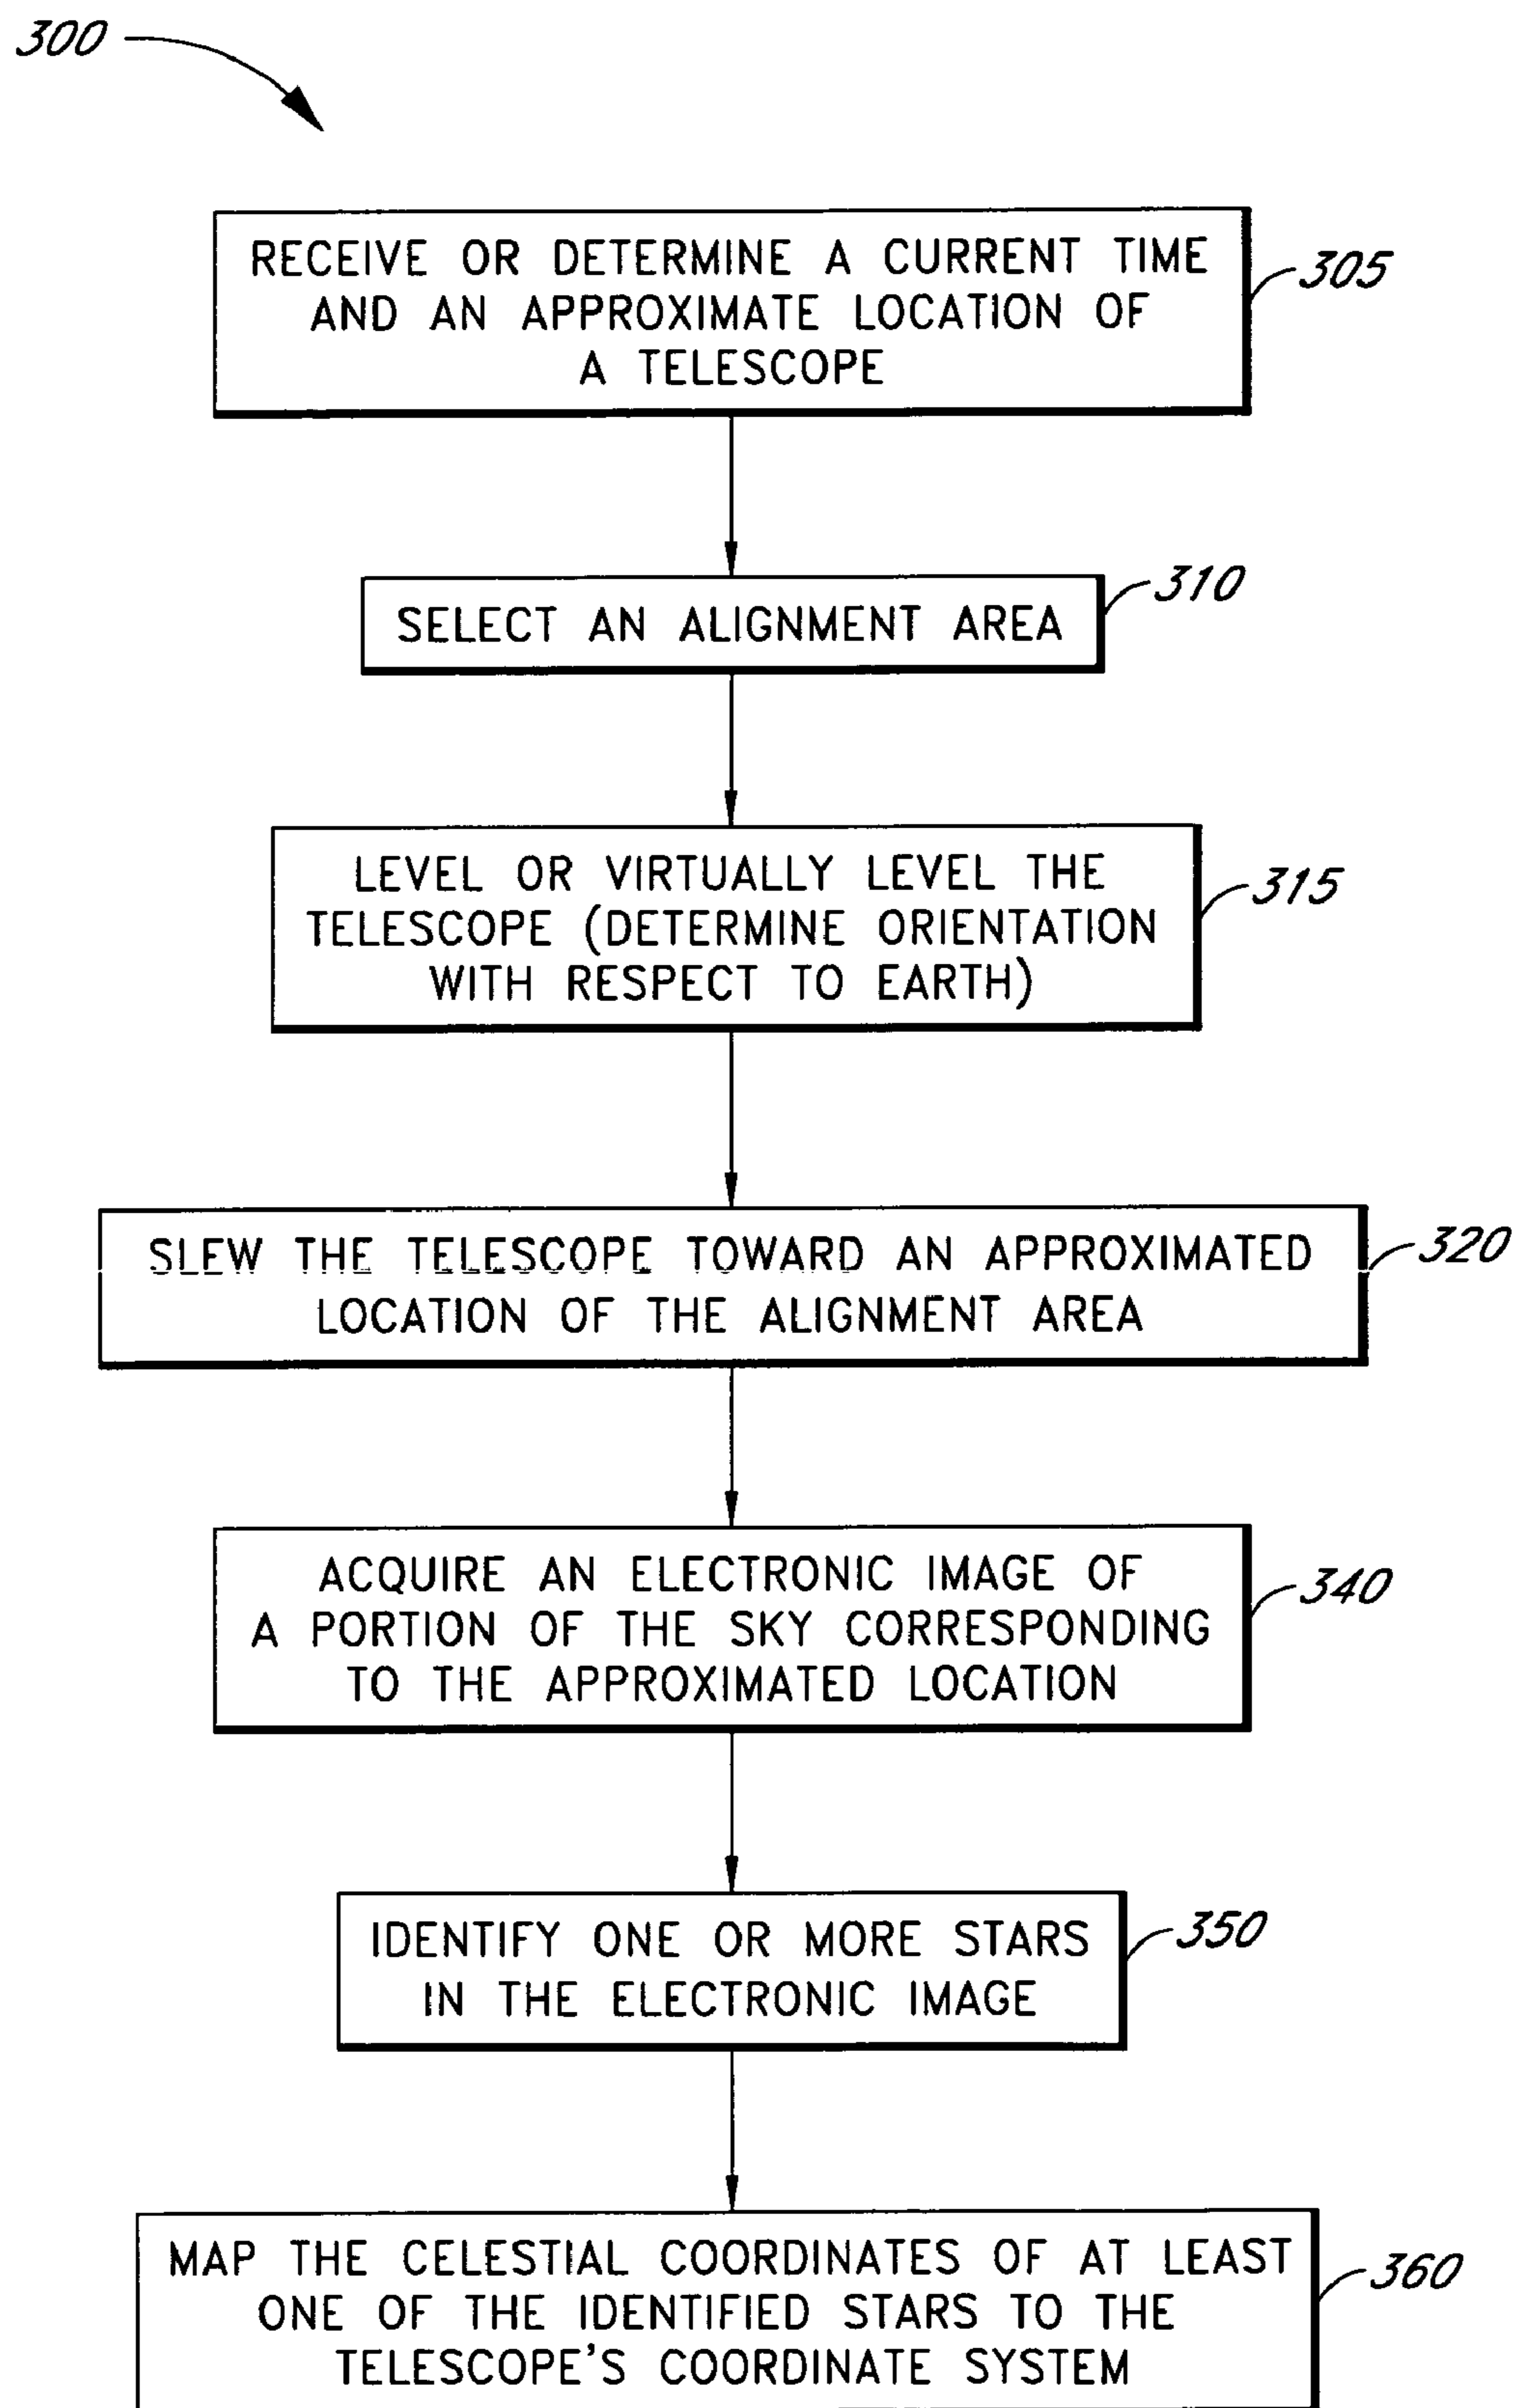 300
RECEIVE OR DETERMINE A CURRENT TIME
AND AN APPROXIMATE LOCATION OF
A TELESCOPE
305
SELECT AN ALIGNMENT AREA
310
LEVEL OR VIRTUALLY LEVEL THE
TELESCOPE (DETERMINE ORIENTATION
WITH RESPECT TO EARTH)
315
SLEW THE TELESCOPE TOWARD AN APPROXIMATED
LOCATION OF THE ALIGNMENT AREA
320
ACQUIRE AN ELECTRONIC IMAGE OF
A PORTION OF THE SKY CORRESPONDING
TO THE APPROXIMATED LOCATION
340
IDENTIFY ONE OR MORE STARS
IN THE ELECTRONIC IMAGE
350
MAP THE CELESTIAL COORDINATES OF AT LEAST
ONE OF THE IDENTIFIED STARS TO THE
TELESCOPE'S COORDINATE SYSTEM
360